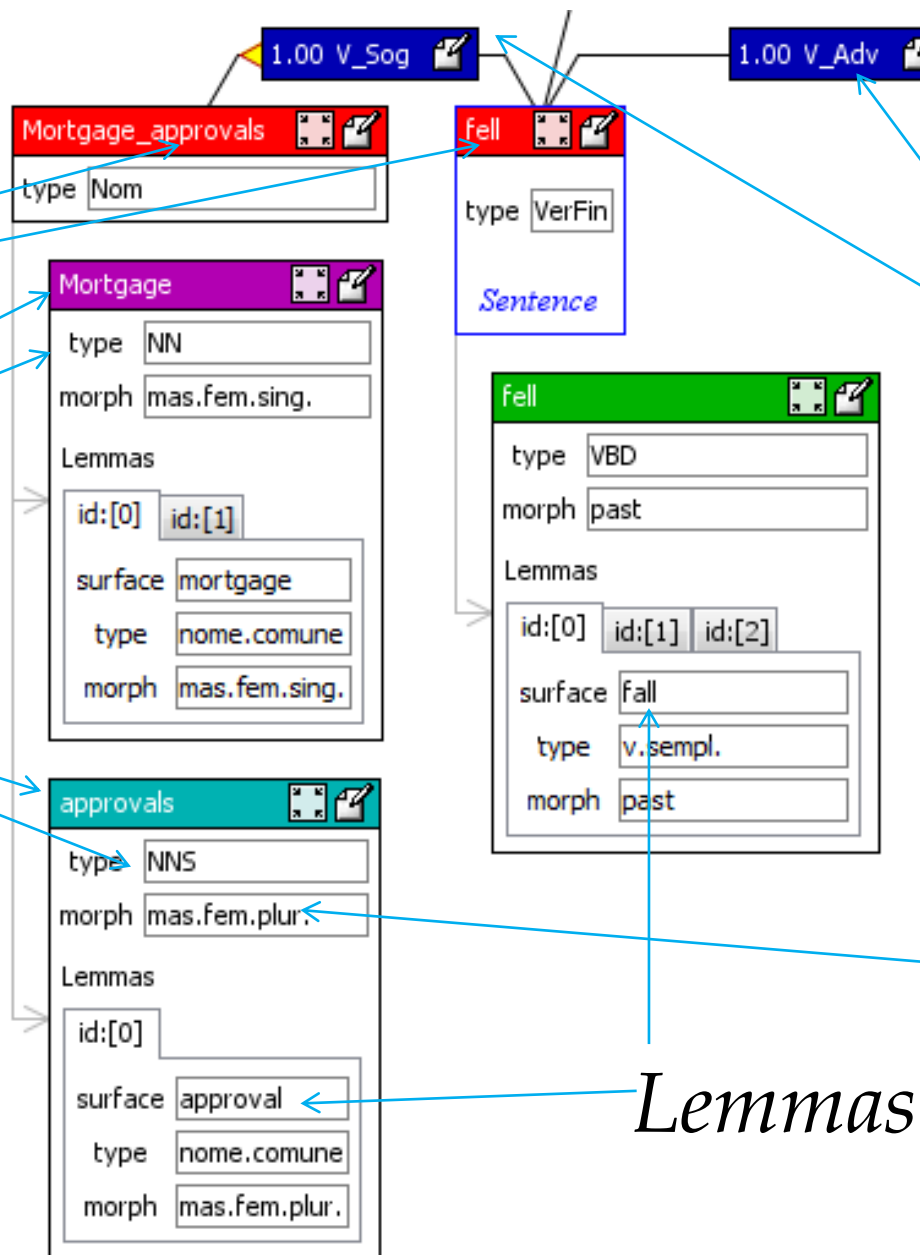 1.00 V_Sog
1.00 V_Adv
Mortgage_approvals
type Nom
fell
type VerFin
Sentence
Mortgage
type NN
morph mas.fem.sing.
Lemmas
id:[0] id:[1]
surface mortgage
type nome.comune
morph mas.fem.sing.
fell
type VBD
morph past
Lemmas
id:[0] id:[1] id:[2]
surface fall
type v.sempl.
morph past
approvals
type NNS
morph mas.fem.plur.
Lemmas
id:[0]
surface approval
type nome.comune
morph mas.fem.plur.
Lemmas